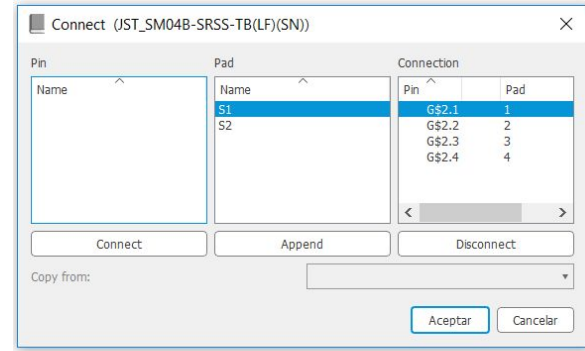 Connect (JST_SM04B-SRSS-TB(LF)(SN))
Pin Pad Connection
Name Name Pin Pad
S1 G$2.1 1
S2 G$2.2 2
G$2.3 3
G$2.4 4
Connect Append Disconnect
Copy from:
Aceptar Cancelar